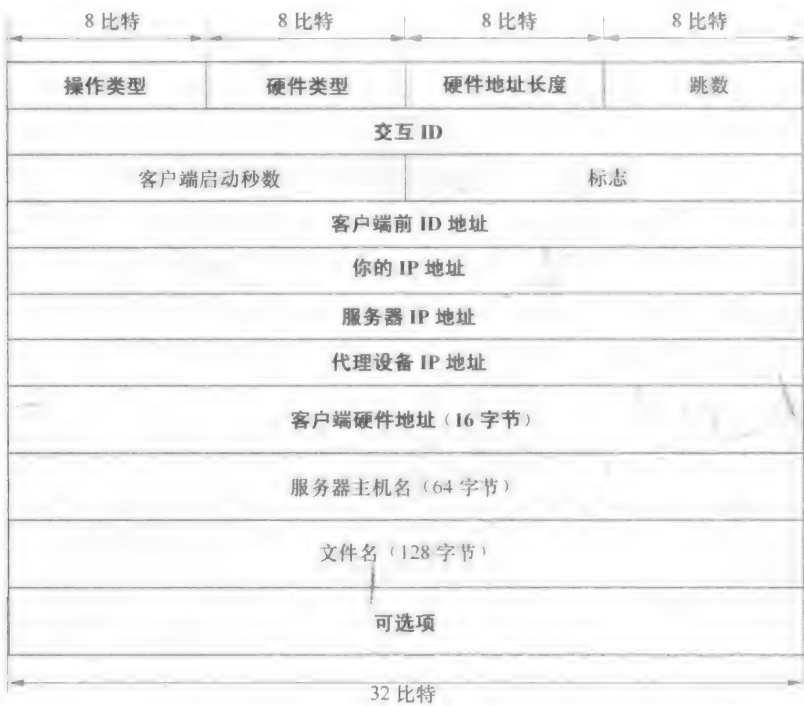 8 比特 8 比特 8 比特 8 比特
操作类型 硬件类型 硬件地址长度 跳数
交互 ID
客户端启动秒数 标志
客户端前 ID 地址
你的 IP 地址
服务器 IP 地址
代理设备 IP 地址
客户端硬件地址（16 字节）
服务器主机名（64 字节）
文件名（128 字节）
可选项
32 比特